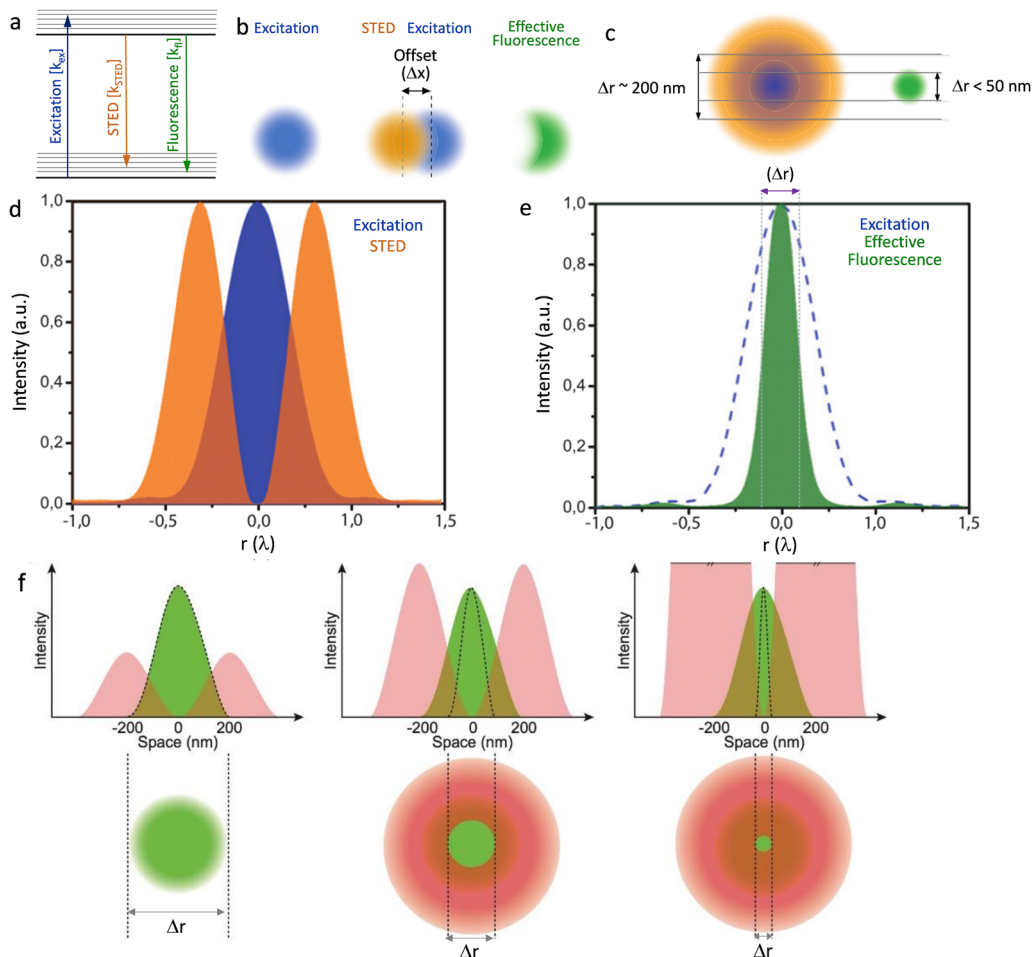 a
Excitation [kex]
STED [kSTED]
Fluorescence [kfl]
b
Excitation
STED Excitation
Offset
(Δx)
Effective
Fluorescence
c
Δr ~ 200 nm
Δr < 50 nm
d
Intensity (a.u.)
1,0
0,8
0,6
0,4
0,2
0,0
Excitation
STED
-1,0 -0,5 0,0 1,0 1,5
r (λ)
e
(Δr)
Intensity (a.u.)
1,0
0,8
0,6
0,4
0,2
0,0
Excitation
Effective
Fluorescence
-1,0 -0,5 0,0 1,0 1,5
r (λ)
f
Intensity
-200 0 200
Space (nm)
Δr
Intensity
-200 0 200
Space (nm)
Δr
Intensity
-200 0 200
Space (nm)
Δr